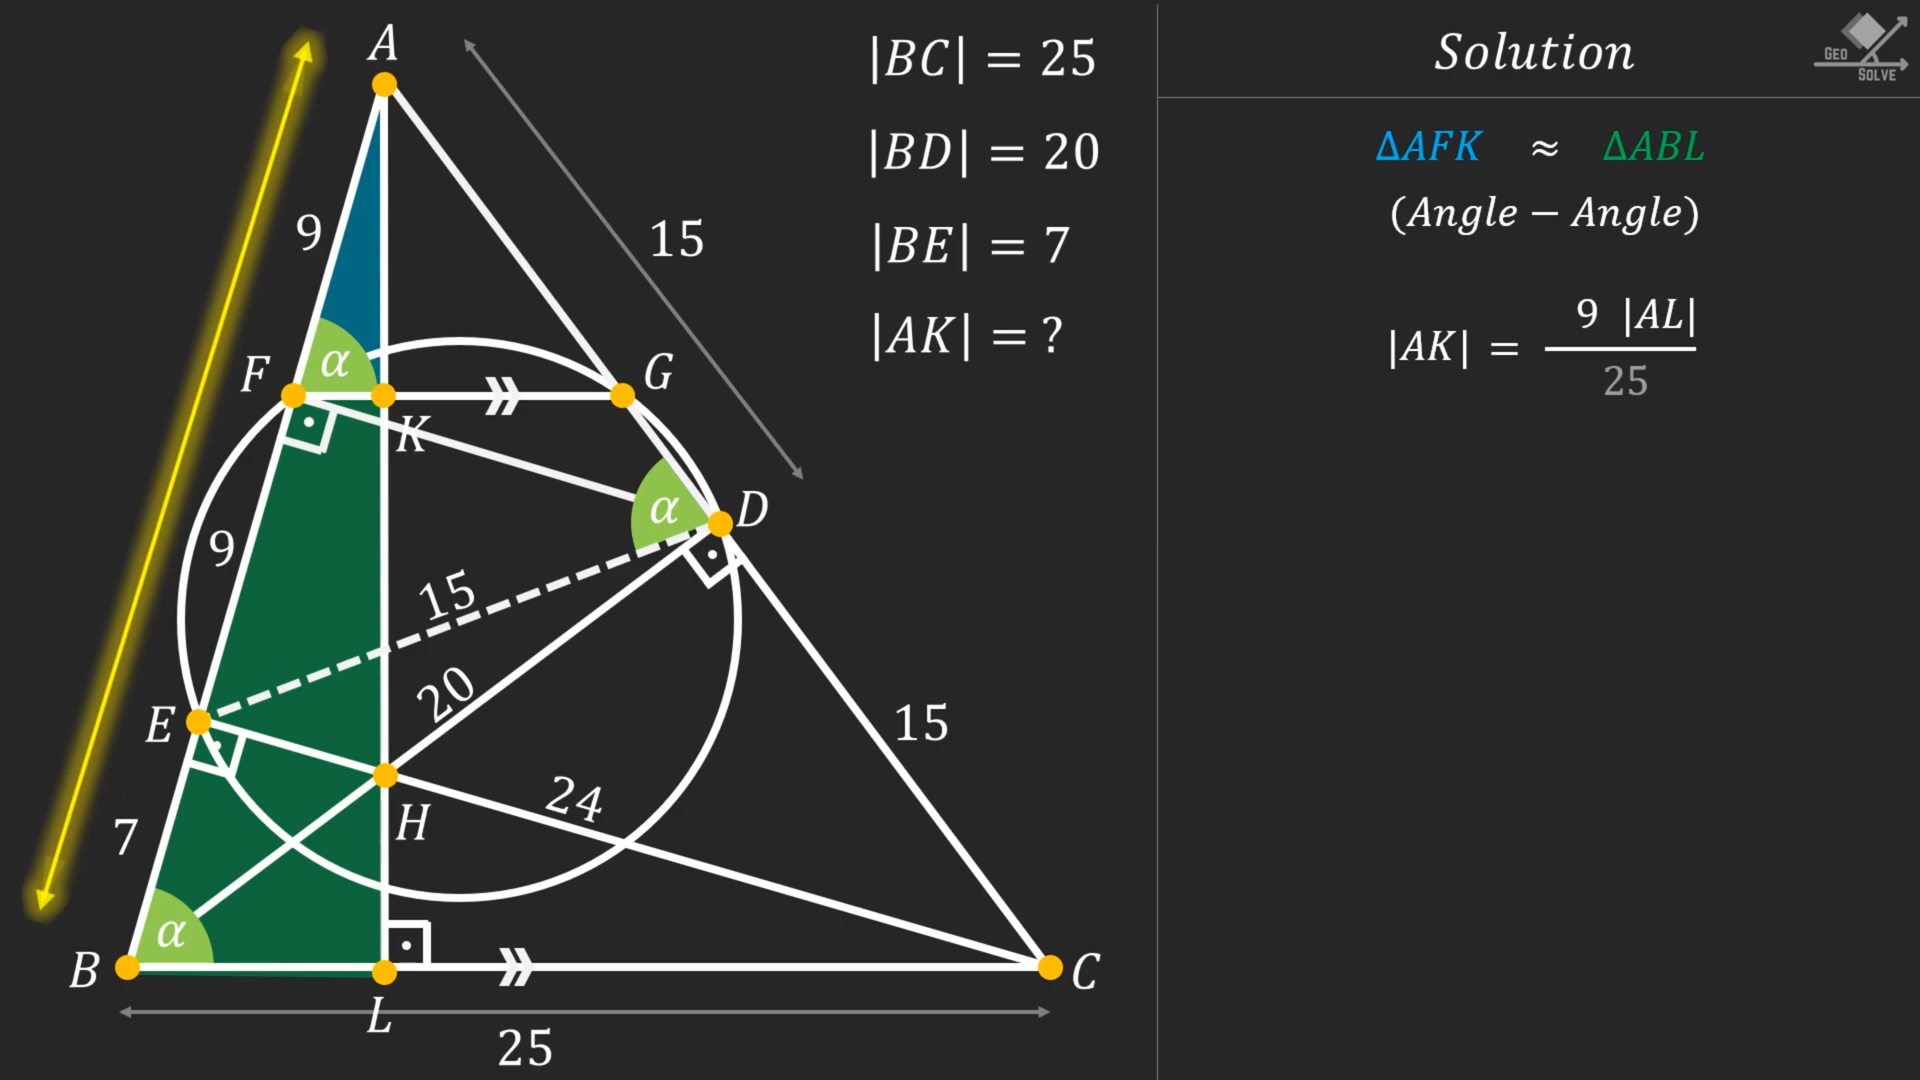 A
|BC| = 25
|BD| = 20
|BE| = 7
|AK| = ?
9
15
F
α
G
K
α
D
9
15
20
E
15
24
H
7
α
B
C
L
25
Solution
GEO
SOLVE
ΔAFK ≈ ΔABL
(Angle − Angle)
|AK| = 9 |AL|
25